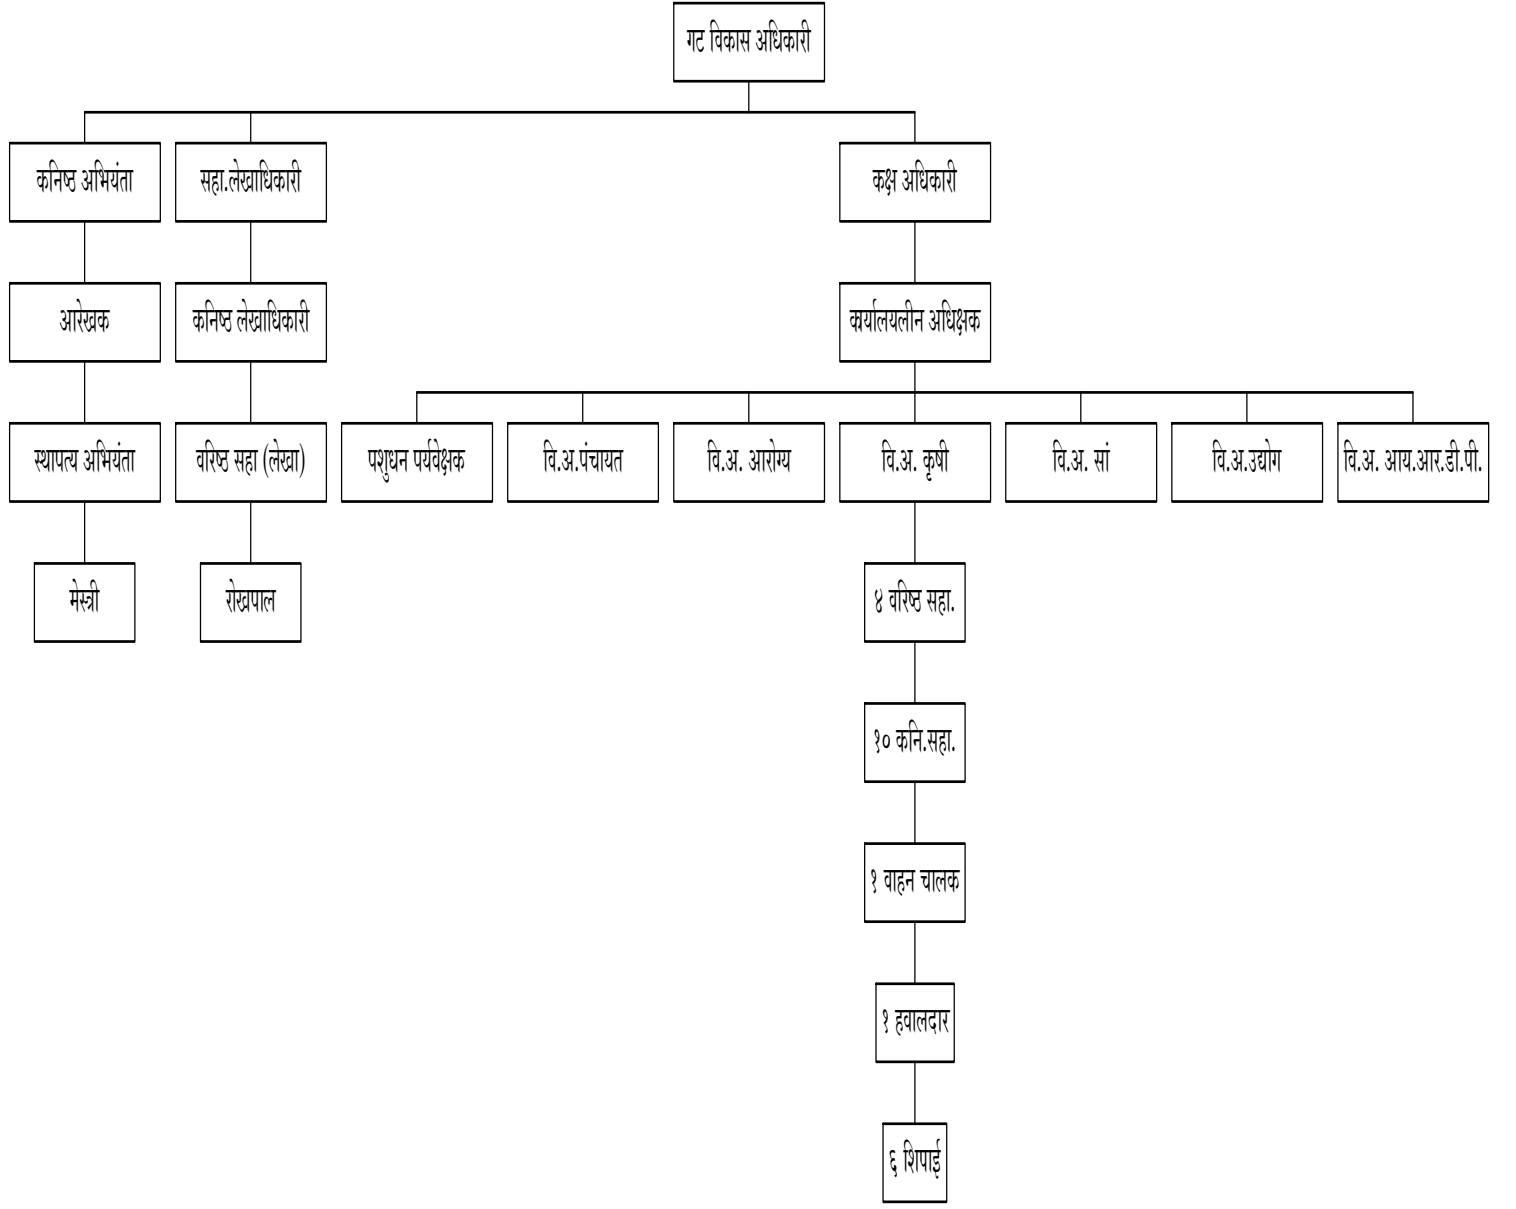 गट विकास अधिकारी
कनिष्ठ अभियंता
सहा.लेखाधिकारी
कक्ष अधिकारी
आरेखक
कनिष्ठ लेखाधिकारी
कार्यालयलीन अधिक्षक
स्थापत्य अभियंता
वरिष्ठ सहा (लेखा)
पशुधन पर्यवेक्षक
वि.अ.पंचायत
वि.अ. आरोग्य
वि.अ. कृषी
वि.अ. सां
वि.अ.उद्योग
वि.अ. आय.आर.डी.पी.
मेस्त्री
रोखपाल
४ वरिष्ठ सहा.
१० कनि.सहा.
१ वाहन चालक
१ हवालदार
६ शिपाई